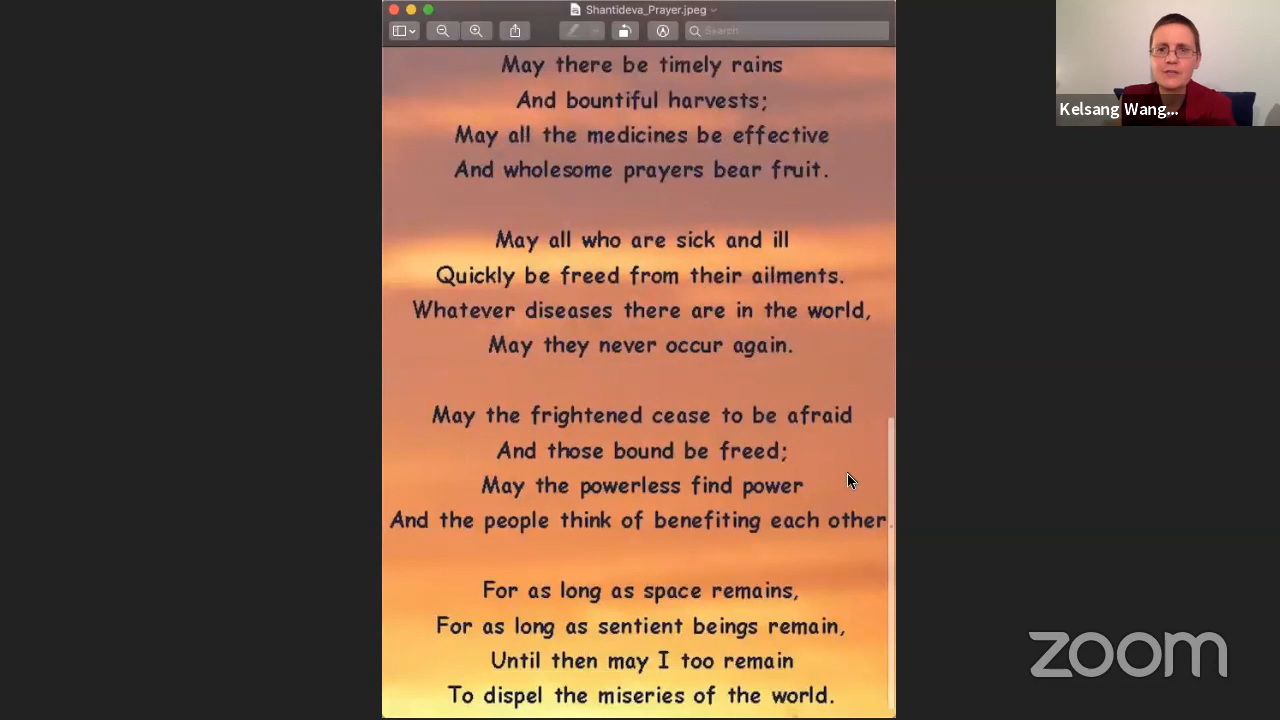 Shantideva_Prayer.jpeg
Search
May there be timely rains
And bountiful harvests;
May all the medicines be effective
And wholesome prayers bear fruit.
May all who are sick and ill
Quickly be freed from their ailments.
Whatever diseases there are in the world,
May they never occur again.
May the frightened cease to be afraid
And those bound be freed;
May the powerless find power
And the people think of benefiting each other.
For as long as space remains,
For as long as sentient beings remain,
Until then may I too remain
To dispel the miseries of the world.
Kelsang Wang...
zoom